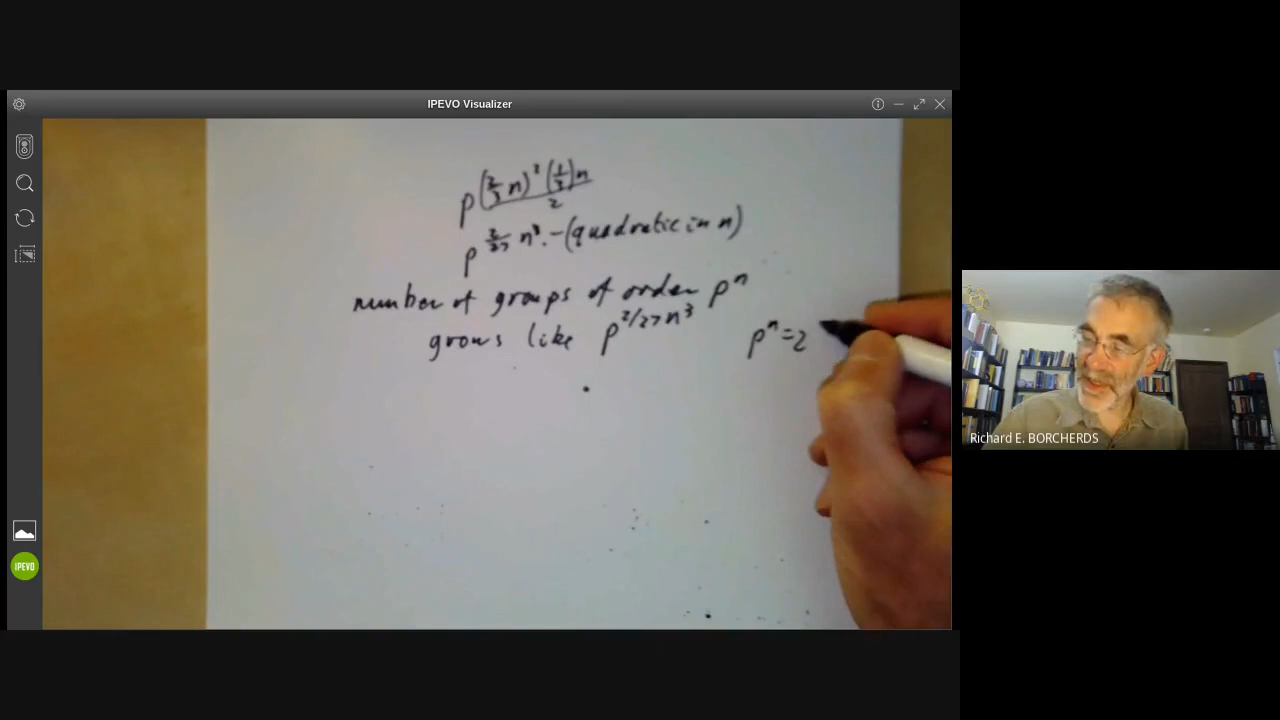 IPEVO Visualizer
p^((2/3 n)^2 (1/3)n / 2)
p^(2/27 n^3 - (quadratic in n))
number of groups of order p^n
grows like p^(2/27 n^3)
p^n = 2
Richard E. BORCHERDS
IPEVO